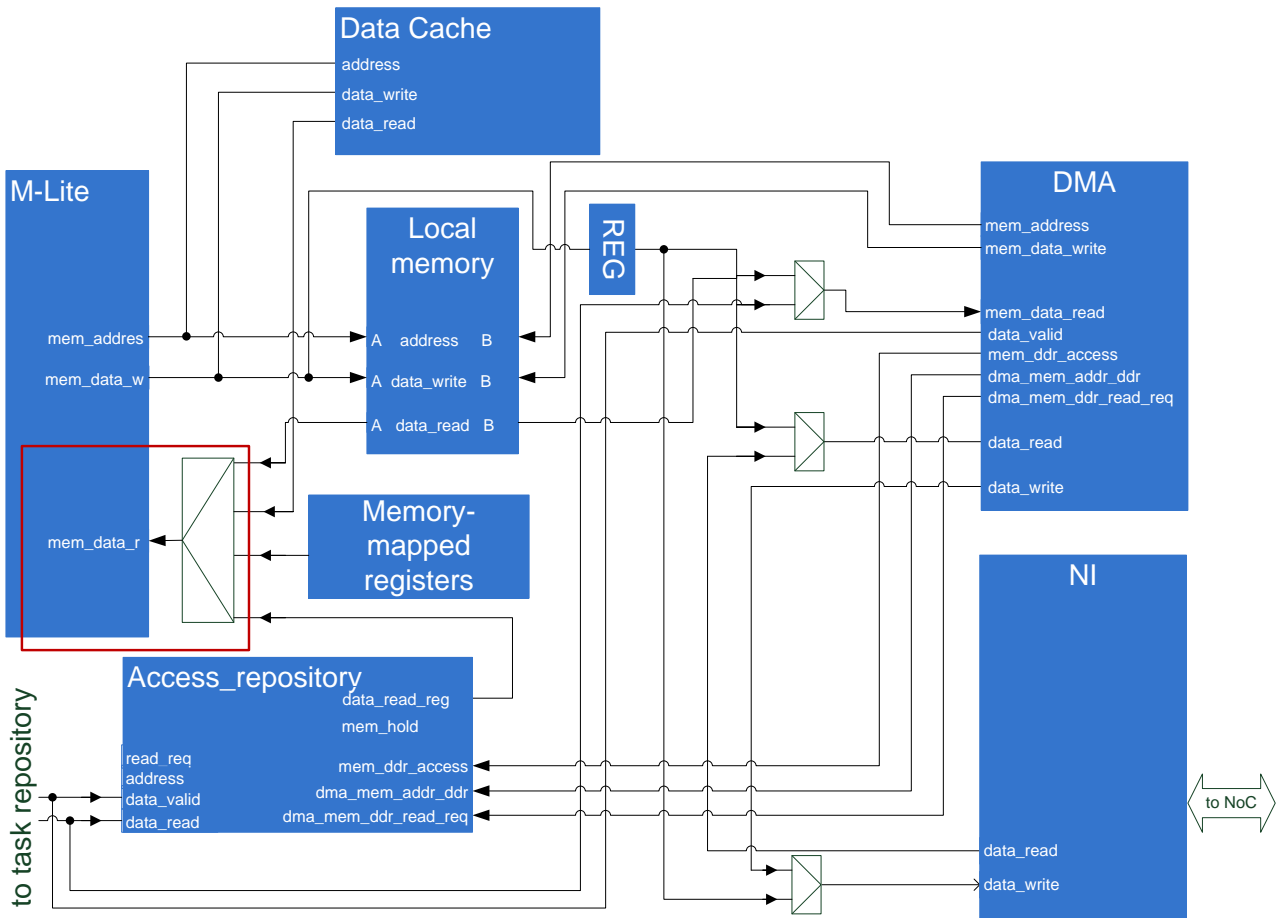 Data Cache
address
data_write
data_read
M-Lite
mem_addres
mem_data_w
mem_data_r
Local
memory
A address B
A data_write B
A data_read B
REG
DMA
mem_address
mem_data_write
mem_data_read
data_valid
mem_ddr_access
dma_mem_addr_ddr
dma_mem_ddr_read_req
data_read
data_write
Memory-
mapped
registers
NI
data_read
data_write
to NoC
Access_repository
data_read_reg
mem_hold
read_req
address
data_valid
data_read
mem_ddr_access
dma_mem_addr_ddr
dma_mem_ddr_read_req
to task repository